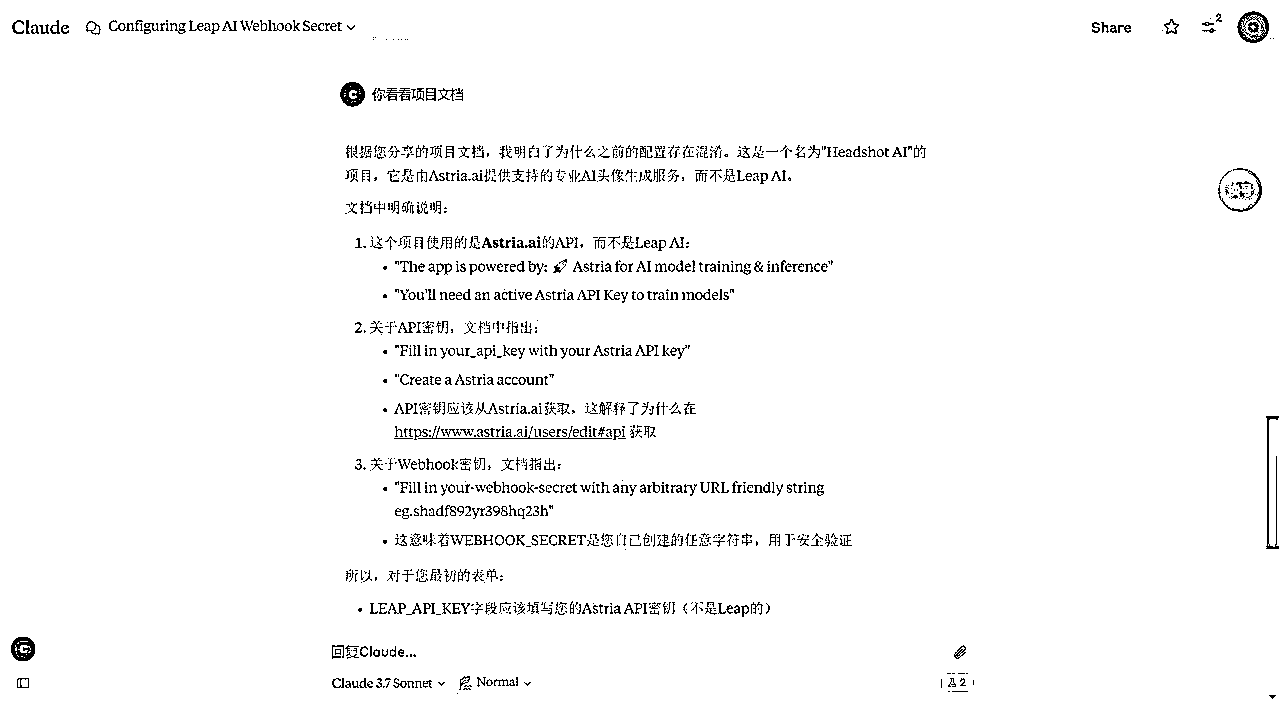 Claude
Configuring Leap AI Webhook Secret
Share
2
C 你看看项目文档
根据您分享的项目文档，我明白了为什么之前的配置存在混淆。这是一个名为"Headshot AI"的
项目，它是由Astria.ai提供支持的专业AI头像生成服务，而不是Leap AI。
文档中明确说明：
1. 这个项目使用的是Astria.ai的API，而不是Leap AI：
• "The app is powered by: 🚀 Astria for AI model training & inference"
• "You'll need an active Astria API Key to train models"
2. 关于API密钥，文档中指出：
• "Fill in your_api_key with your Astria API key"
• "Create a Astria account"
• API密钥应该从Astria.ai获取，这解释了为什么在
https://www.astria.ai/users/edit#api 获取
3. 关于Webhook密钥，文档指出：
• "Fill in your-webhook-secret with any arbitrary URL friendly string
eg.shadf892yr398hq23h"
• 这意味着WEBHOOK_SECRET是您自己创建的任意字符串，用于安全验证
所以，对于您最初的表单：
• LEAP_API_KEY字段应该填写您的Astria API密钥（不是Leap的）
回复Claude...
Claude 3.7 Sonnet
Normal
2